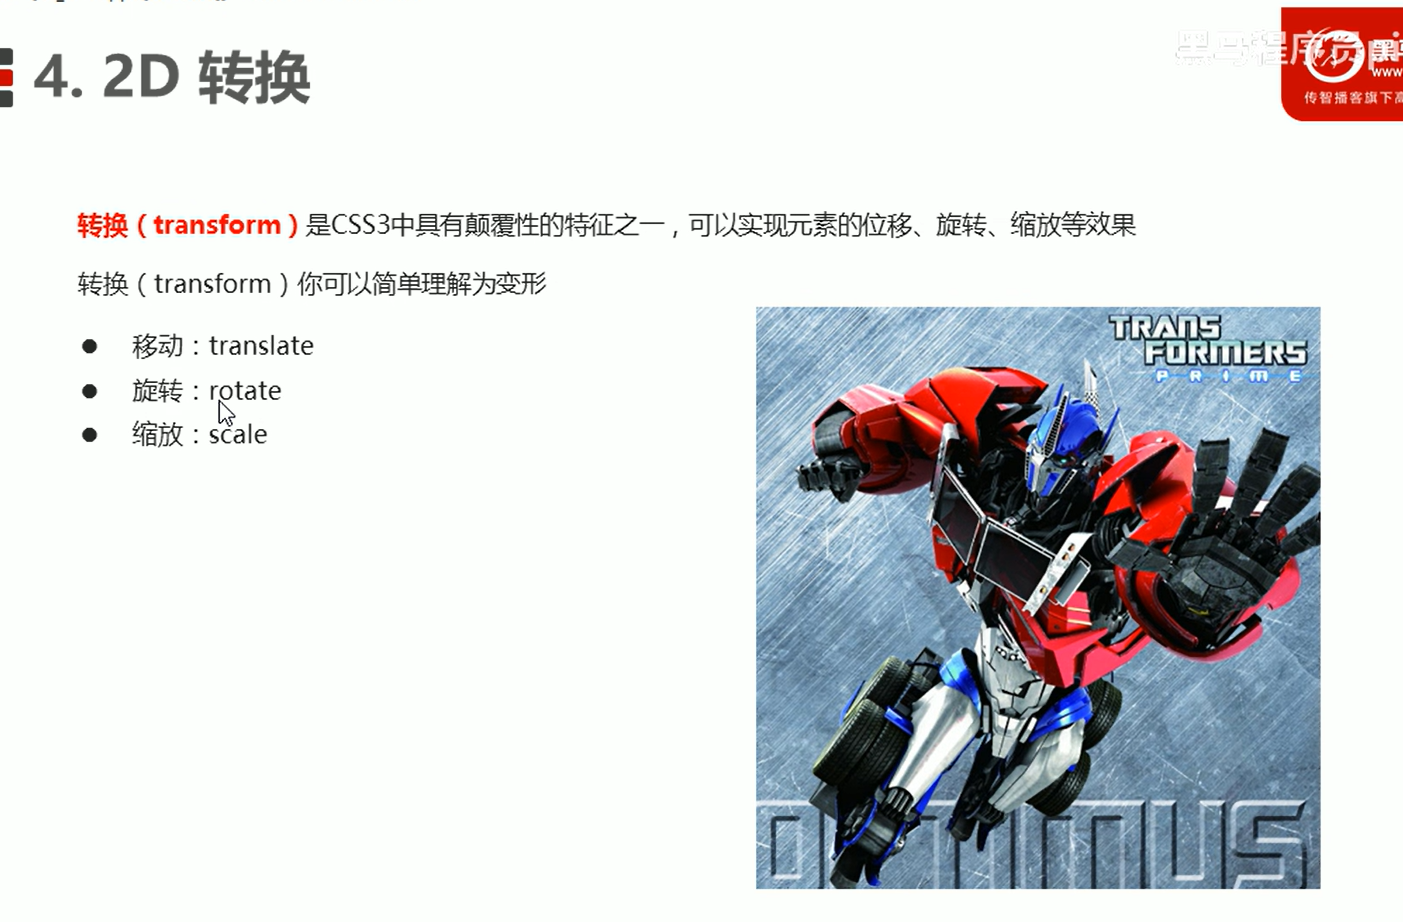 4. 2D 转换
黑马程序员
传智播客旗下高
转换（transform）是CSS3中具有颠覆性的特征之一，可以实现元素的位移、旋转、缩放等效果
转换（transform）你可以简单理解为变形
● 移动：translate
● 旋转：rotate
● 缩放：scale
TRANS
FORMERS
PRIME
OPTIMUS